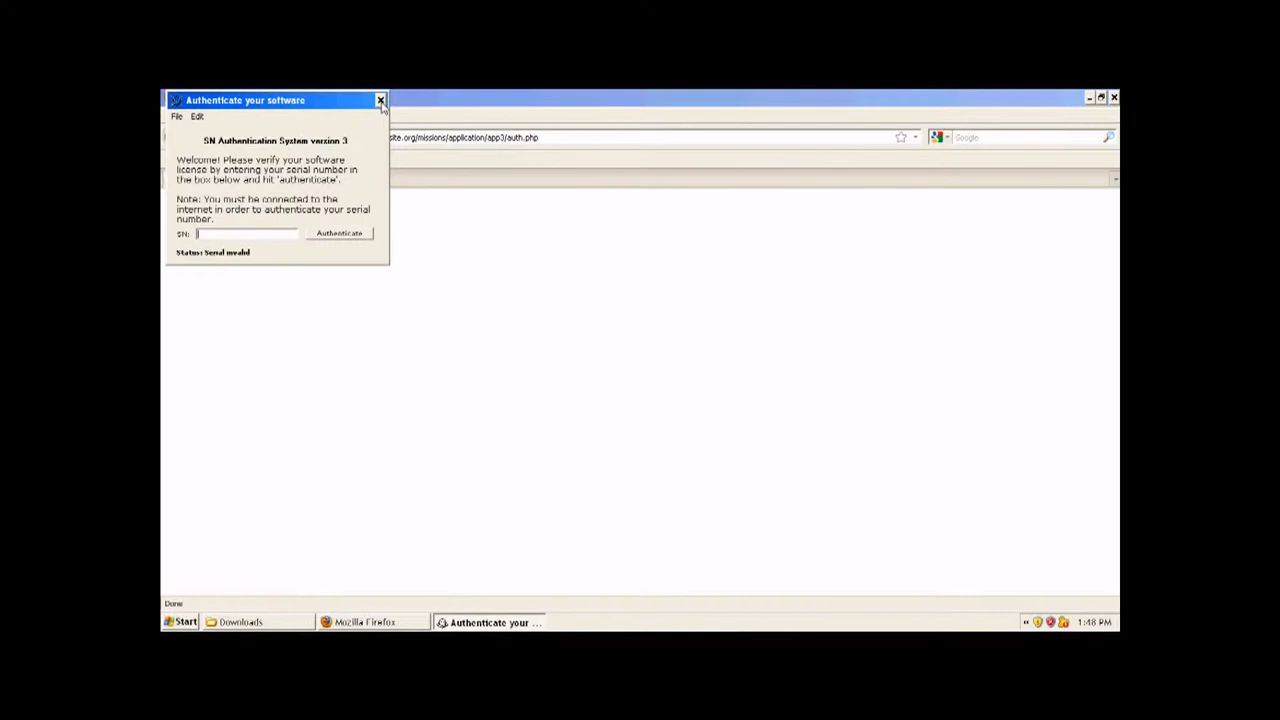 Authenticate your software
File Edit
SN Authentication System version 3
Welcome! Please verify your software
license by entering your serial number in
the box below and hit 'authenticate'.
Note: You must be connected to the
internet in order to authenticate your serial
number.
SN: Authenticate
Status: Serial invalid
site.org/missions/application/app3/auth.php
Google
Done
Start Downloads Mozilla Firefox Authenticate your ... 1:48 PM